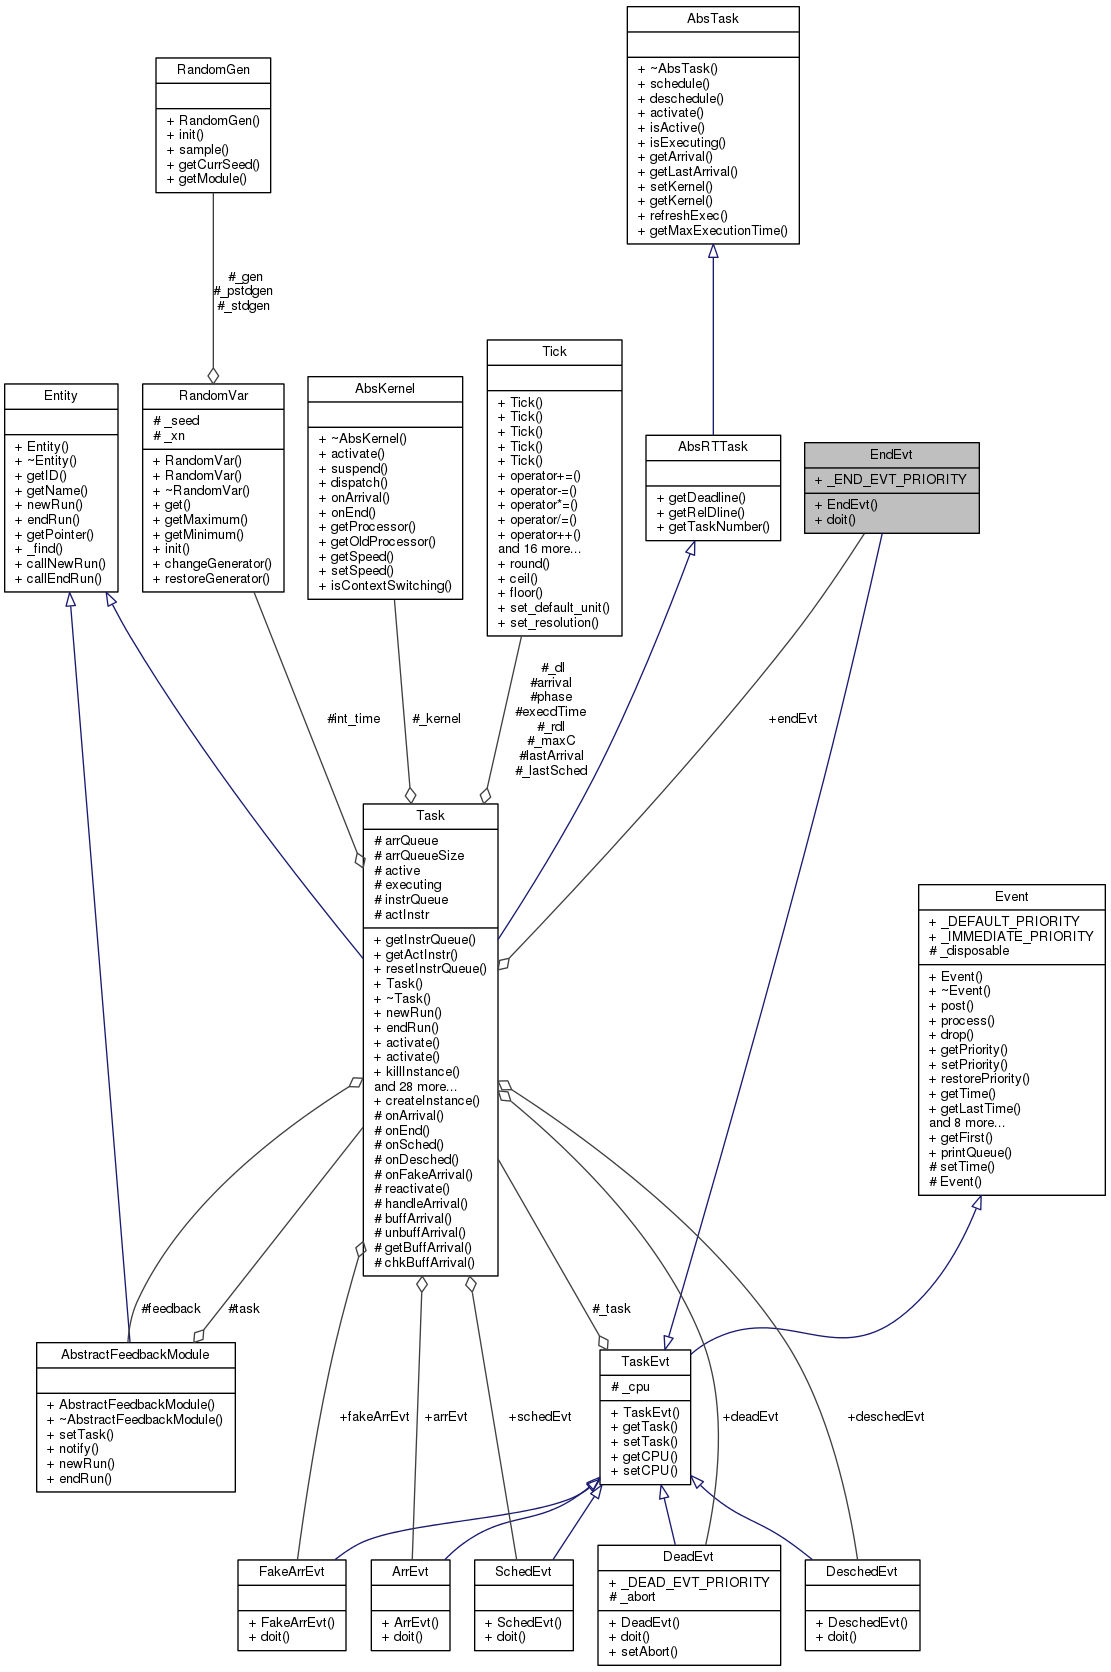 AbsTask
+ ~AbsTask()
+ schedule()
+ deschedule()
+ activate()
+ isActive()
+ isExecuting()
+ getArrival()
+ getLastArrival()
+ setKernel()
+ getKernel()
+ refreshExec()
+ getMaxExecutionTime()
RandomGen
+ RandomGen()
+ init()
+ sample()
+ getCurrSeed()
+ getModule()
#_gen
#_pstdgen
#_stdgen
Entity
+ Entity()
+ ~Entity()
+ getID()
+ getName()
+ newRun()
+ endRun()
+ getPointer()
+ _find()
+ callNewRun()
+ callEndRun()
RandomVar
# _seed
# _xn
+ RandomVar()
+ RandomVar()
+ ~RandomVar()
+ get()
+ getMaximum()
+ getMinimum()
+ init()
+ changeGenerator()
+ restoreGenerator()
AbsKernel
+ ~AbsKernel()
+ activate()
+ suspend()
+ dispatch()
+ onArrival()
+ onEnd()
+ getProcessor()
+ getOldProcessor()
+ getSpeed()
+ setSpeed()
+ isContextSwitching()
Tick
+ Tick()
+ Tick()
+ Tick()
+ Tick()
+ Tick()
+ operator+=()
+ operator-=()
+ operator*=()
+ operator/=()
+ operator++()
and 16 more...
+ round()
+ ceil()
+ floor()
+ set_default_unit()
+ set_resolution()
AbsRTTask
+ getDeadline()
+ getRelDline()
+ getTaskNumber()
EndEvt
+ _END_EVT_PRIORITY
+ EndEvt()
+ doit()
#int_time
#_kernel
#_dl
#arrival
#phase
#execdTime
#_rdl
#_maxC
#lastArrival
#_lastSched
+endEvt
Task
# arrQueue
# arrQueueSize
# active
# executing
# instrQueue
# actInstr
+ getInstrQueue()
+ getActInstr()
+ resetInstrQueue()
+ Task()
+ ~Task()
+ newRun()
+ endRun()
+ activate()
+ activate()
+ killInstance()
and 28 more...
+ createInstance()
# onArrival()
# onEnd()
# onSched()
# onDesched()
# onFakeArrival()
# reactivate()
# handleArrival()
# buffArrival()
# unbuffArrival()
# getBuffArrival()
# chkBuffArrival()
Event
+ _DEFAULT_PRIORITY
+ _IMMEDIATE_PRIORITY
# _disposable
+ Event()
+ ~Event()
+ post()
+ process()
+ drop()
+ getPriority()
+ setPriority()
+ restorePriority()
+ getTime()
+ getLastTime()
and 8 more...
+ getFirst()
+ printQueue()
# setTime()
# Event()
#feedback
#task
#_task
AbstractFeedbackModule
+ AbstractFeedbackModule()
+ ~AbstractFeedbackModule()
+ setTask()
+ notify()
+ newRun()
+ endRun()
TaskEvt
# _cpu
+ TaskEvt()
+ getTask()
+ setTask()
+ getCPU()
+ setCPU()
+fakeArrEvt
+arrEvt
+schedEvt
+deadEvt
+deschedEvt
FakeArrEvt
+ FakeArrEvt()
+ doit()
ArrEvt
+ ArrEvt()
+ doit()
SchedEvt
+ SchedEvt()
+ doit()
DeadEvt
+ _DEAD_EVT_PRIORITY
# _abort
+ DeadEvt()
+ doit()
+ setAbort()
DeschedEvt
+ DeschedEvt()
+ doit()